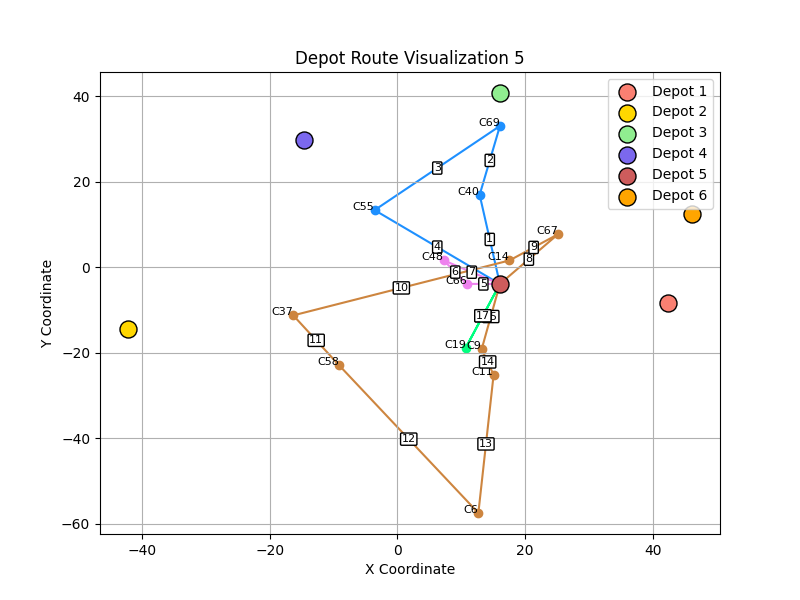 Depot Route Visualization 5
Depot 1
Depot 2
Depot 3
Depot 4
Depot 5
Depot 6
Y Coordinate
40
20
0
−20
−40
−60
C69
2
3
C40
C55
1
C67
4
9
C48
C14
8
6
7
C66
5
10
C37
17
11
C19
C9
14
C58
C11
12
13
C6
−40
−20
0
20
40
X Coordinate